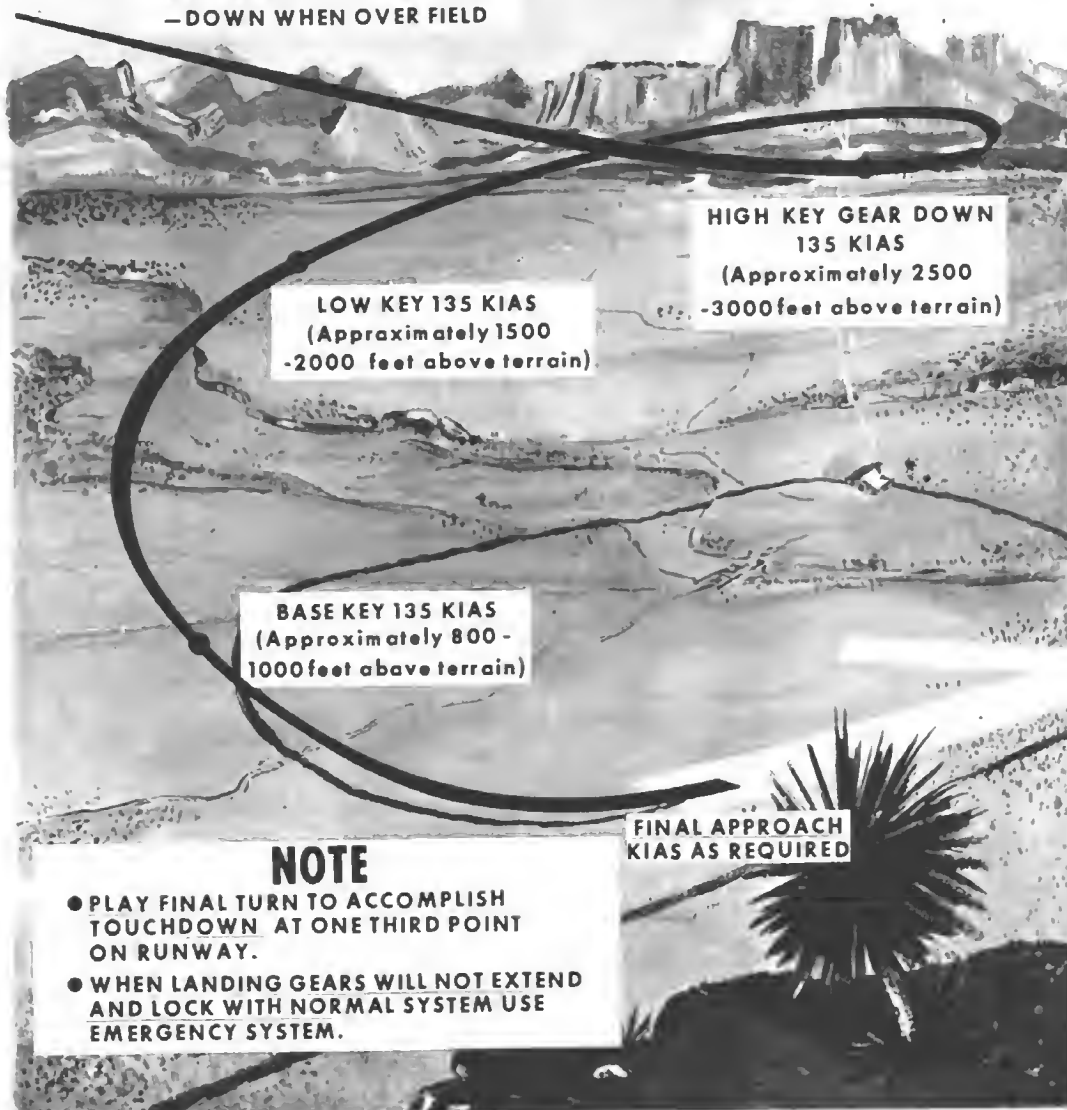 —DOWN WHEN OVER FIELD
HIGH KEY GEAR DOWN
135 KIAS
(Approximately 2500
-3000 feet above terrain)
LOW KEY 135 KIAS
(Approximately 1500
-2000 feet above terrain)
BASE KEY 135 KIAS
(Approximately 800 -
1000 feet above terrain)
FINAL APPROACH
KIAS AS REQUIRED
NOTE
● PLAY FINAL TURN TO ACCOMPLISH
TOUCHDOWN AT ONE THIRD POINT
ON RUNWAY.
● WHEN LANDING GEARS WILL NOT EXTEND
AND LOCK WITH NORMAL SYSTEM USE
EMERGENCY SYSTEM.